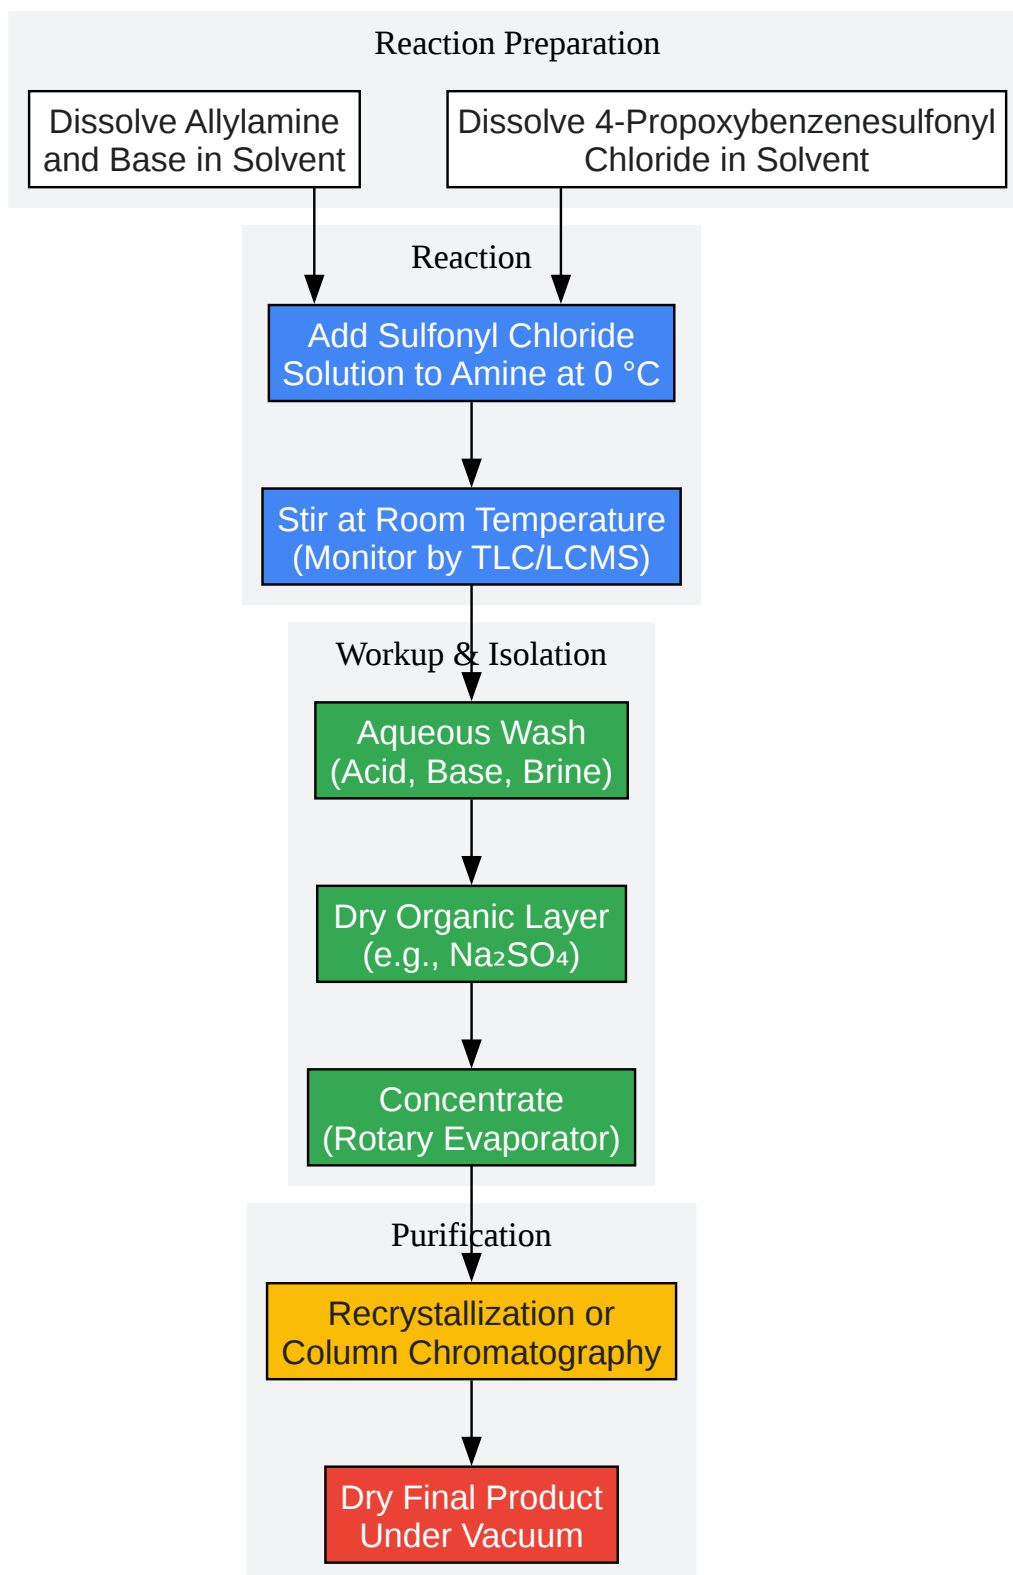 Reaction Preparation
Dissolve Allylamine
and Base in Solvent
Dissolve 4-Propoxybenzenesulfonyl
Chloride in Solvent
Reaction
Add Sulfonyl Chloride
Solution to Amine at 0 °C
Stir at Room Temperature
(Monitor by TLC/LCMS)
Workup & Isolation
Aqueous Wash
(Acid, Base, Brine)
Dry Organic Layer
(e.g., Na₂SO₄)
Concentrate
(Rotary Evaporator)
Purification
Recrystallization or
Column Chromatography
Dry Final Product
Under Vacuum